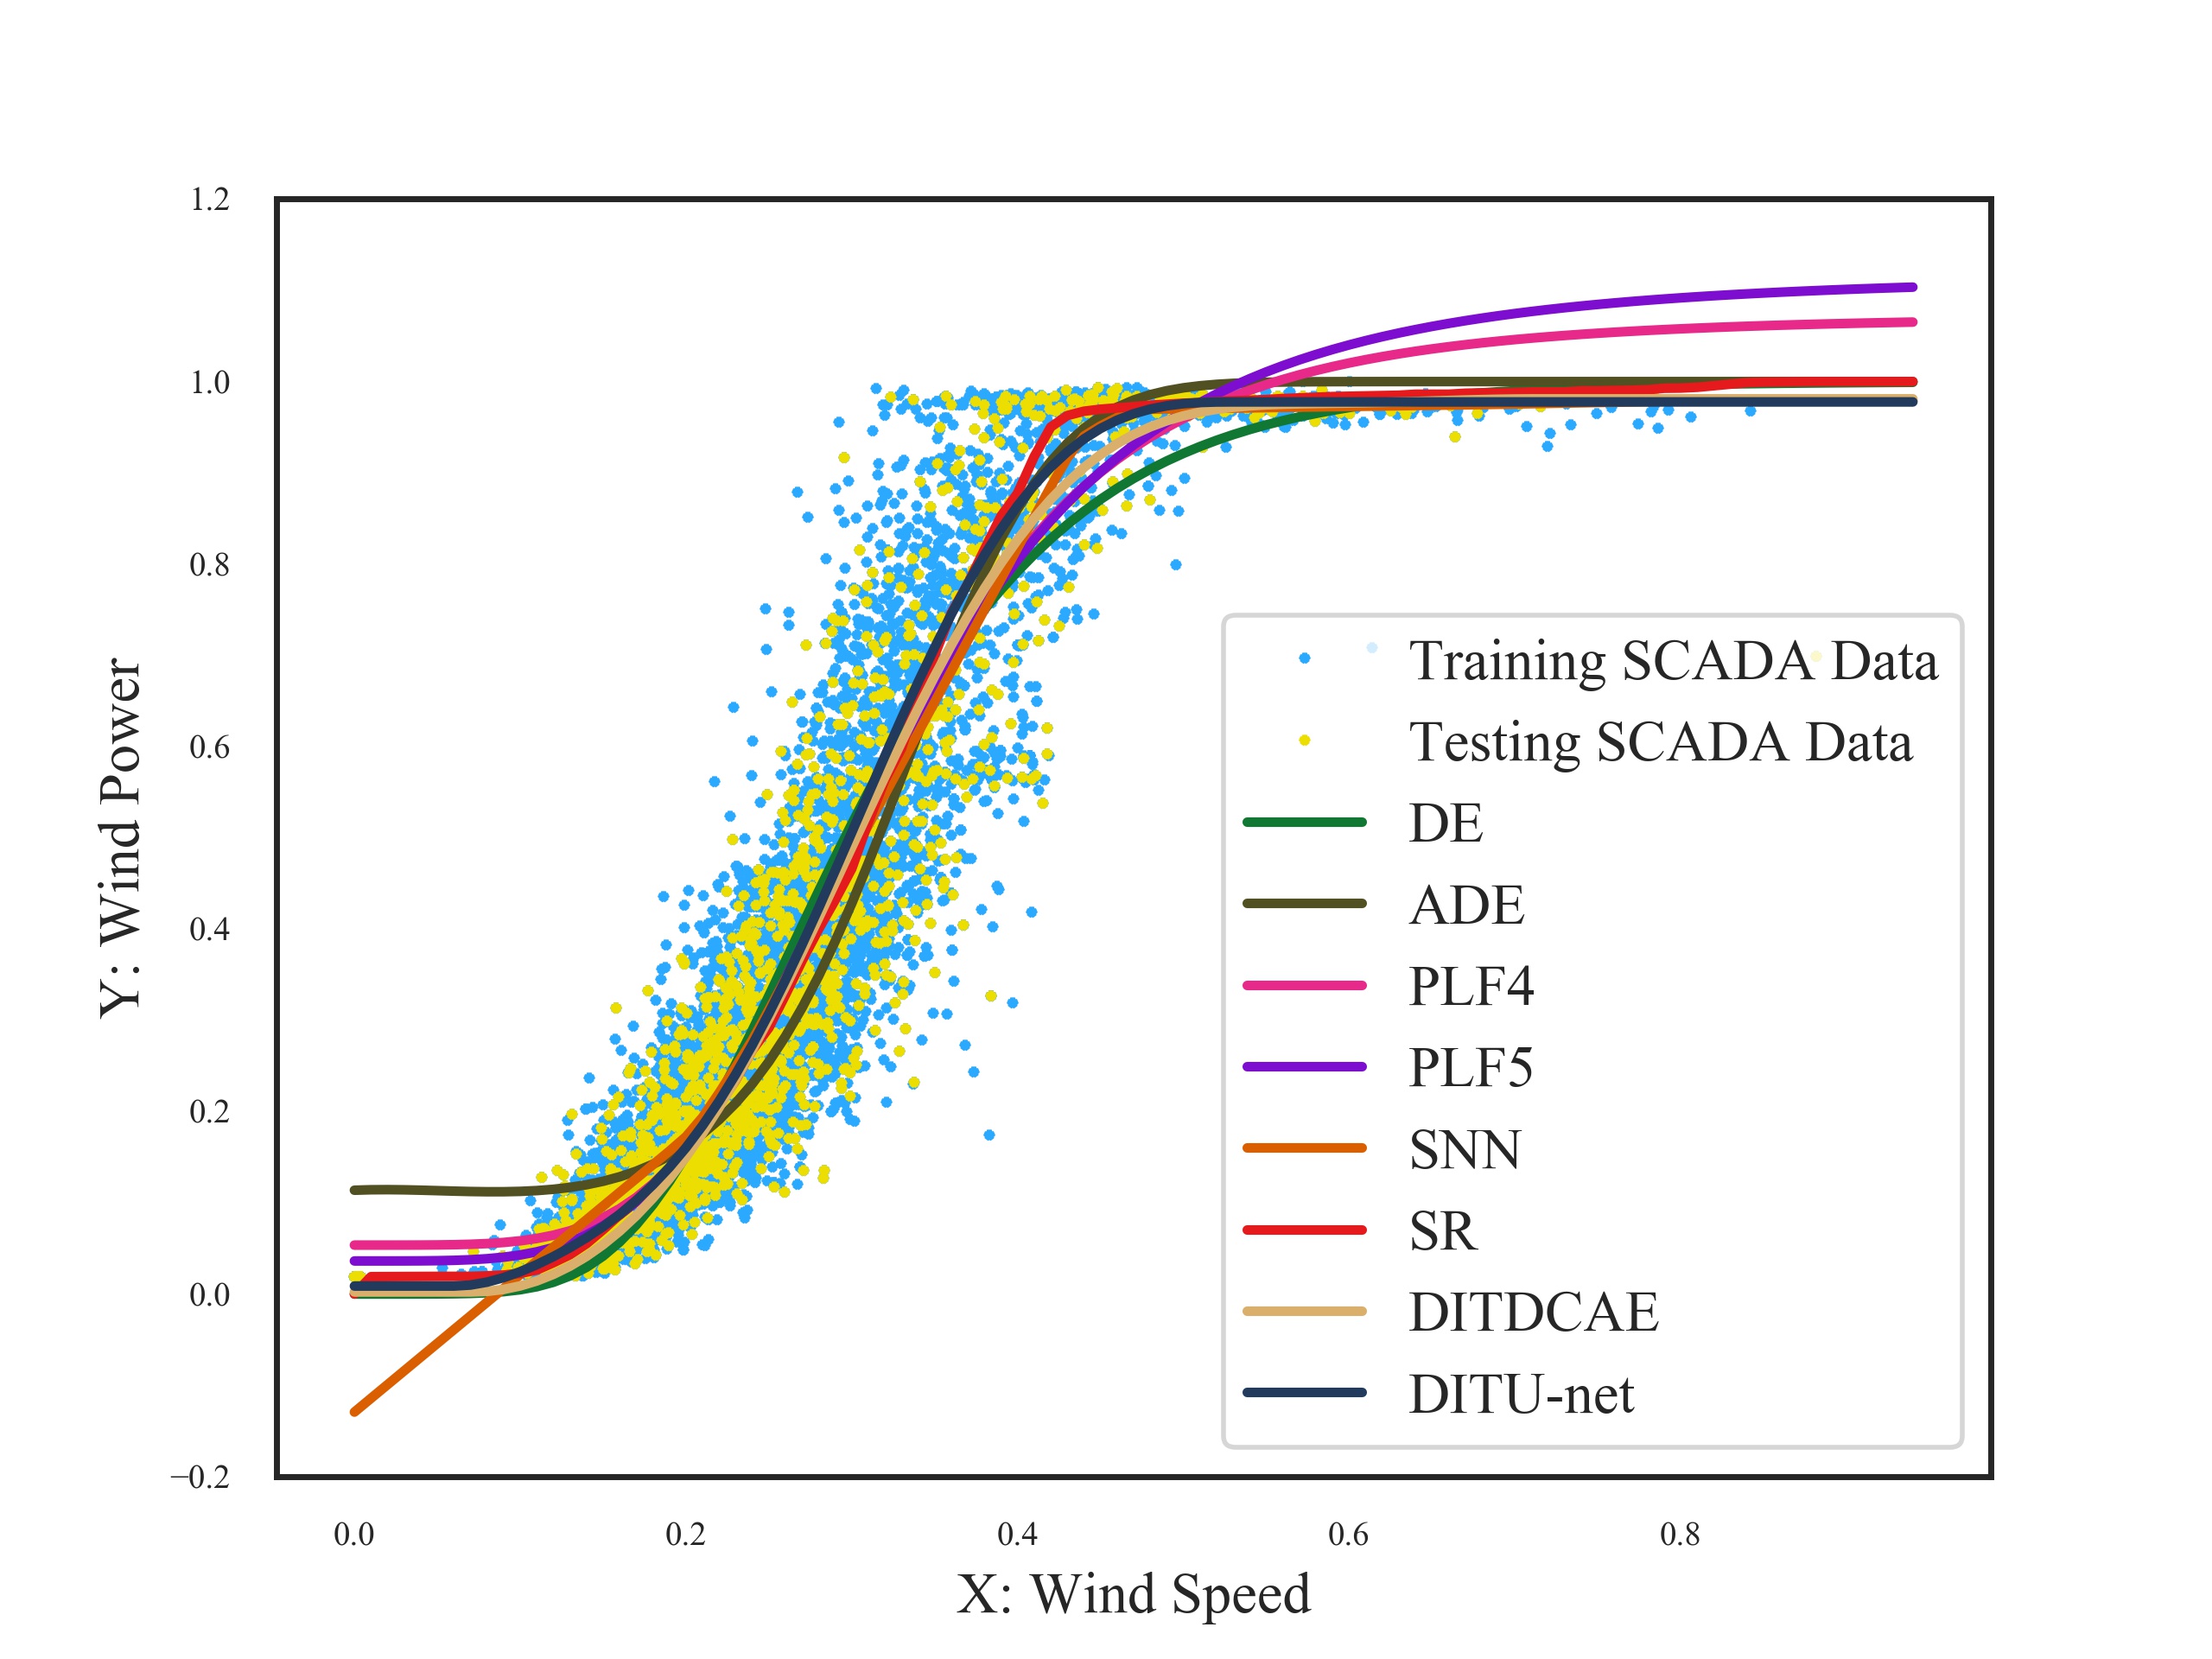 1.2
1.0
0.8
0.6
0.4
0.2
0.0
−0.2
Y: Wind Power
0.0 0.2 0.4 0.6 0.8
X: Wind Speed
Training SCADA Data
Testing SCADA Data
DE
ADE
PLF4
PLF5
SNN
SR
DITDCAE
DITU-net